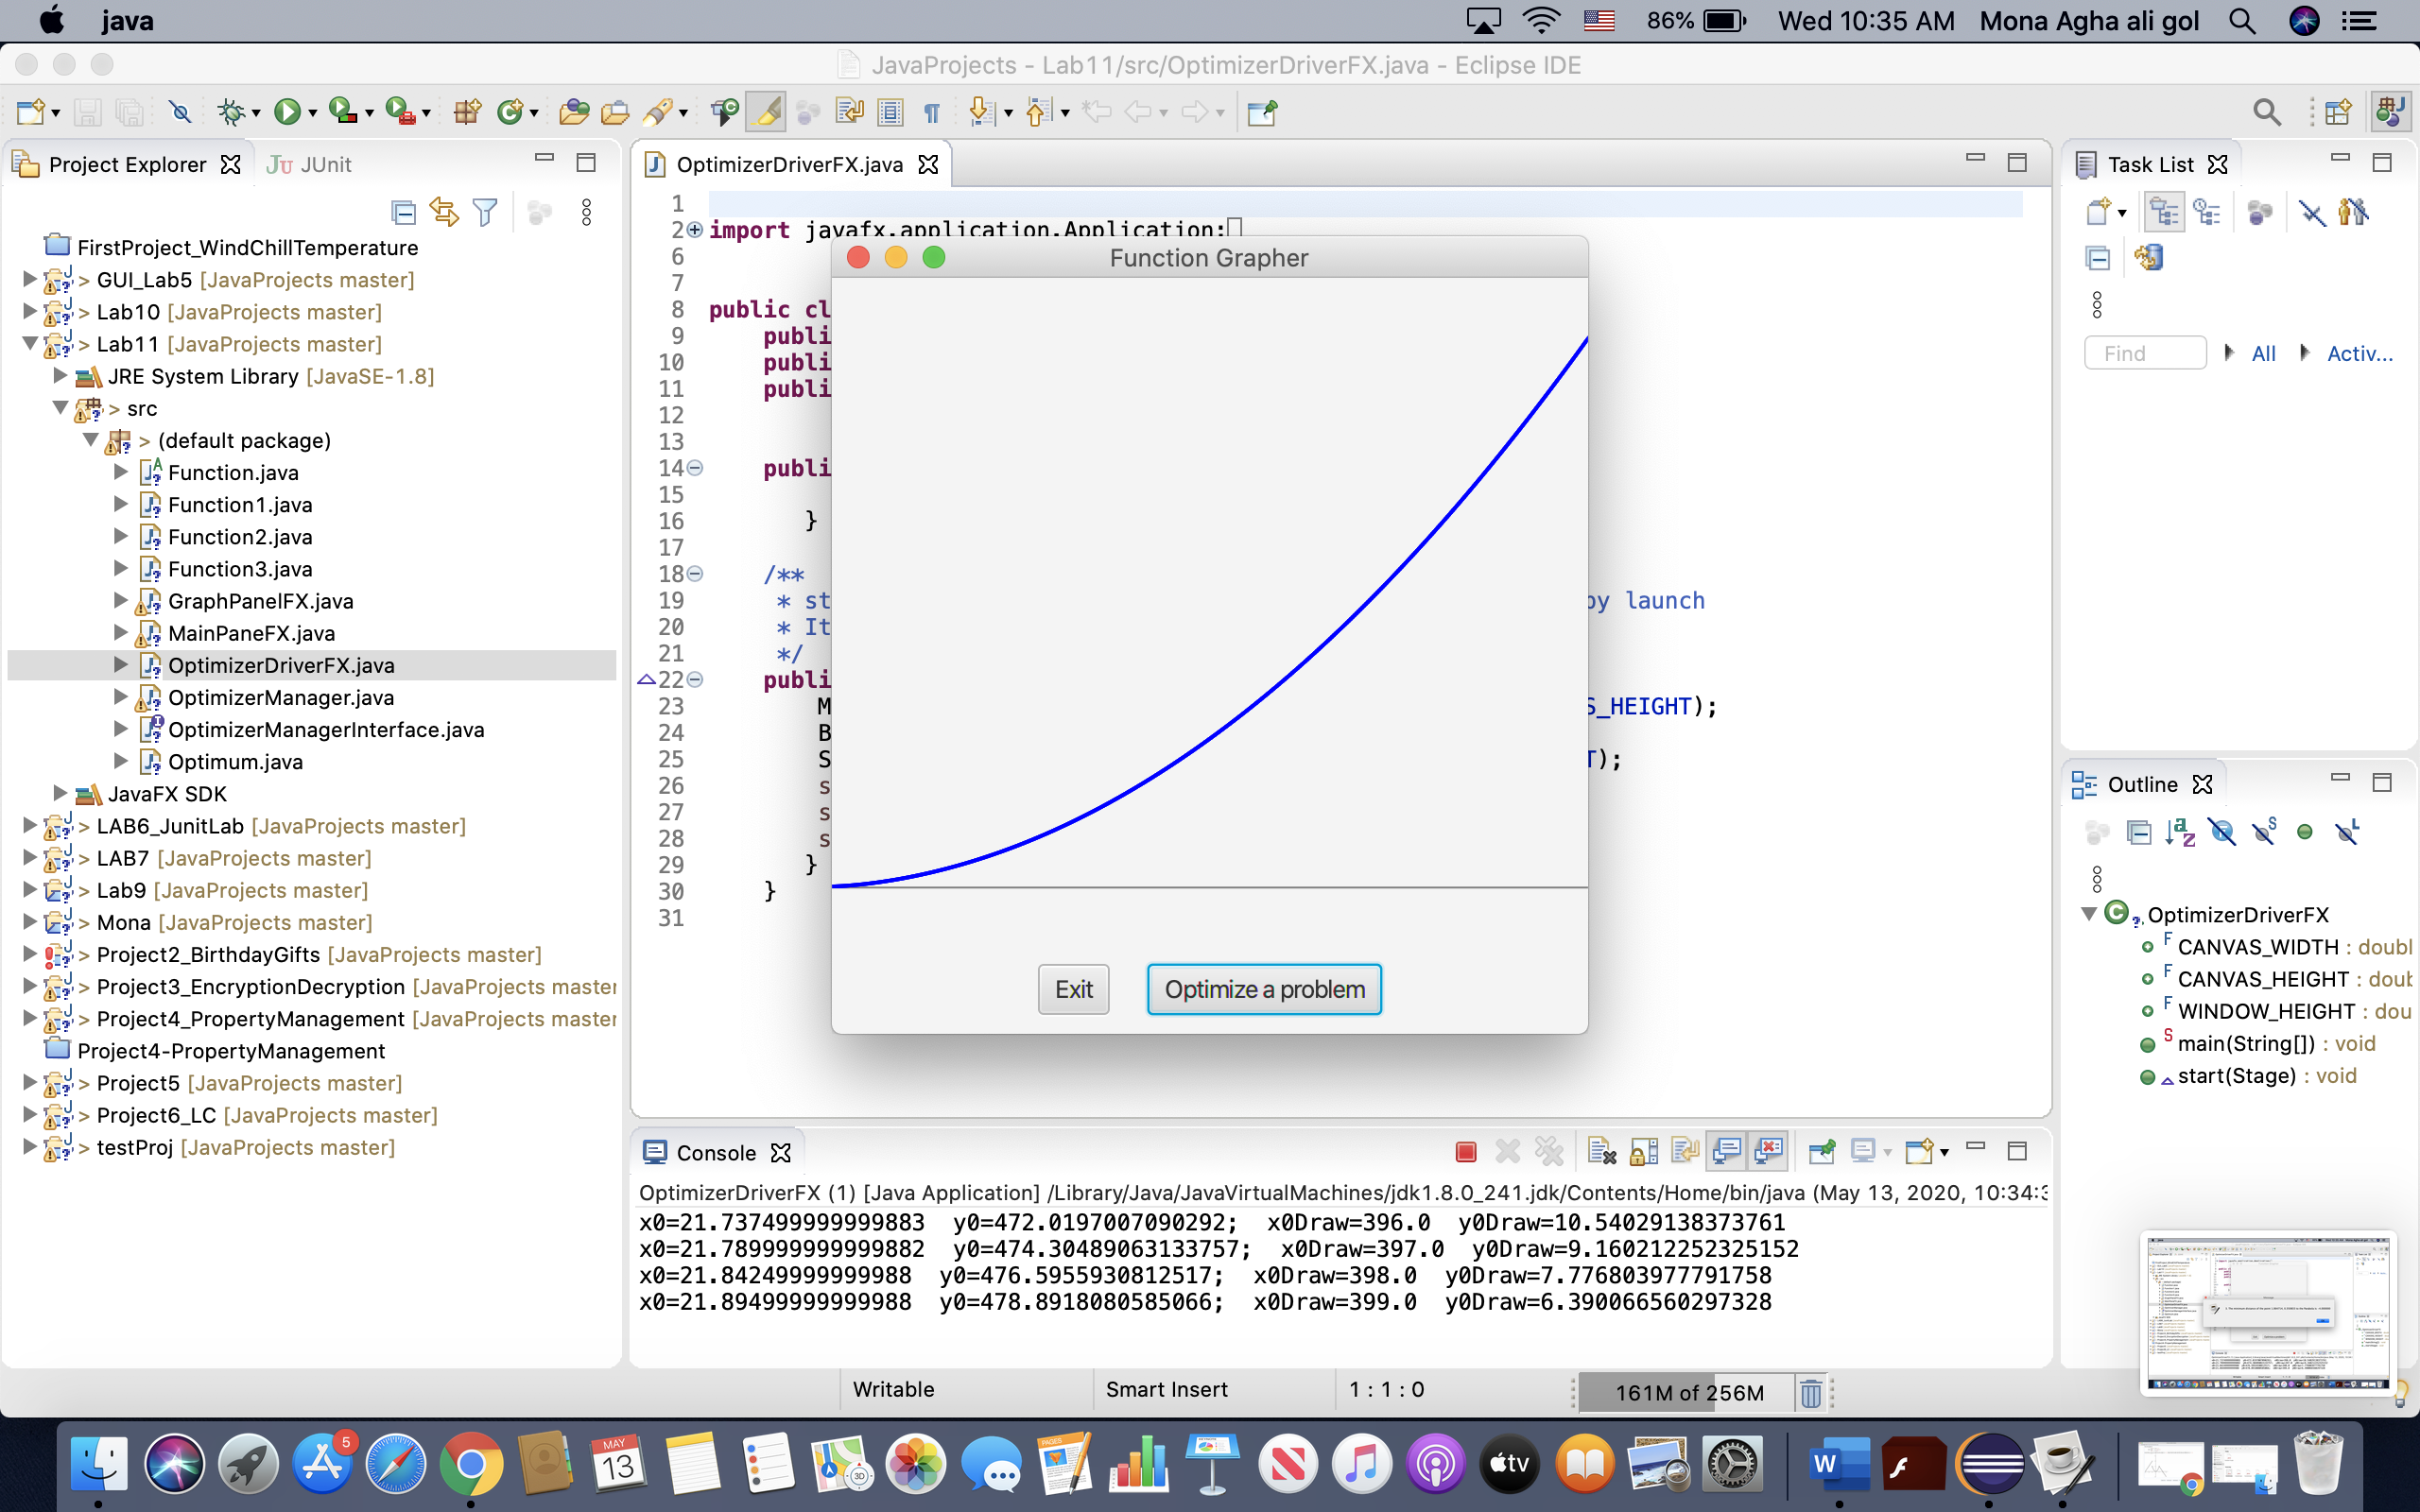 java
86%
Wed 10:35 AM
Mona Agha ali gol
JavaProjects - Lab11/src/OptimizerDriverFX.java - Eclipse IDE
Project Explorer
JUnit
FirstProject_WindChillTemperature
> GUI_Lab5 [JavaProjects master]
> Lab10 [JavaProjects master]
> Lab11 [JavaProjects master]
JRE System Library [JavaSE-1.8]
> src
> (default package)
Function.java
Function1.java
Function2.java
Function3.java
GraphPanelFX.java
MainPaneFX.java
OptimizerDriverFX.java
OptimizerManager.java
OptimizerManagerInterface.java
Optimum.java
JavaFX SDK
> LAB6_JunitLab [JavaProjects master]
> LAB7 [JavaProjects master]
> Lab9 [JavaProjects master]
> Mona [JavaProjects master]
> Project2_BirthdayGifts [JavaProjects master]
> Project3_EncryptionDecryption [JavaProjects master
> Project4_PropertyManagement [JavaProjects master
Project4-PropertyManagement
> Project5 [JavaProjects master]
> Project6_LC [JavaProjects master]
> testProj [JavaProjects master]
OptimizerDriverFX.java
1
2 import javafx.application.Application;
6
7
8 public cl
9 publi
10 publi
11 publi
12
13
14 publi
15
16 }
17
18 /**
19 * st by launch
20 * It
21 */
22 publi
23 M S_HEIGHT);
24 B
25 S T);
26 s
27 s
28 s
29 }
30 }
31
Function Grapher
Exit
Optimize a problem
Console
OptimizerDriverFX (1) [Java Application] /Library/Java/JavaVirtualMachines/jdk1.8.0_241.jdk/Contents/Home/bin/java (May 13, 2020, 10:34:3
x0=21.737499999999883 y0=472.0197007090292; x0Draw=396.0 y0Draw=10.54029138373761
x0=21.789999999999882 y0=474.30489063133757; x0Draw=397.0 y0Draw=9.160212252325152
x0=21.84249999999988 y0=476.5955930812517; x0Draw=398.0 y0Draw=7.776803977791758
x0=21.89499999999988 y0=478.8918080585066; x0Draw=399.0 y0Draw=6.390066560297328
Task List
Find
All
Activ...
Outline
OptimizerDriverFX
CANVAS_WIDTH : doubl
CANVAS_HEIGHT : doub
WINDOW_HEIGHT : dou
main(String[]) : void
start(Stage) : void
Writable
Smart Insert
1 : 1 : 0
161M of 256M
5
MAY
13
PAGES
3D
tv
W